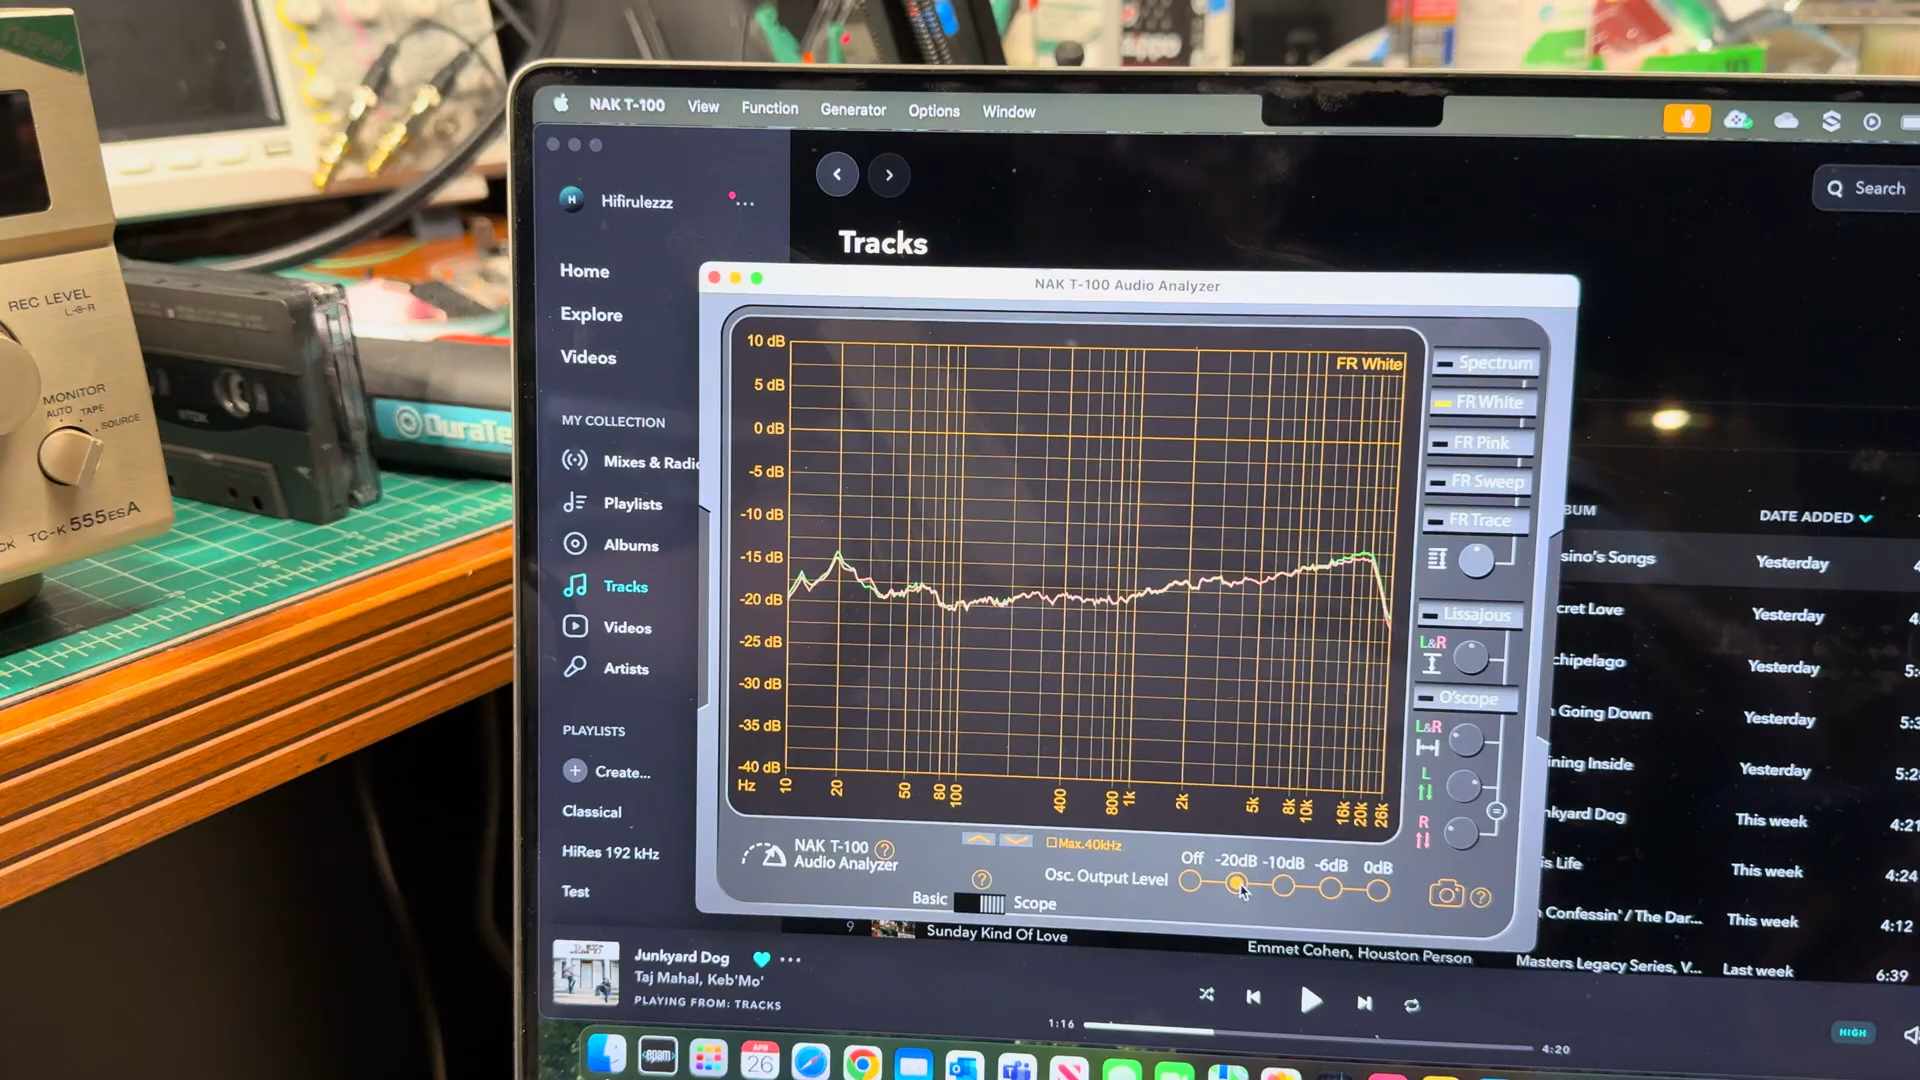 NAK T-100 View Function Generator Options Window
Hifirulezzz
Search
Home
Explore
Videos
Tracks
MY COLLECTION
Mixes & Radio
Playlists
Albums
Tracks
Videos
Artists
PLAYLISTS
Create...
Classical
HiRes 192 kHz
Test
NAK T-100 Audio Analyzer
10 dB
5 dB
0 dB
-5 dB
-10 dB
-15 dB
-20 dB
-25 dB
-30 dB
-35 dB
-40 dB
Hz 10 20 50 80 100 400 800 1k 2k 5k 8k 10k 16k 20k 26k
FR White
Spectrum
FR White
FR Pink
FR Sweep
FR Trace
Lissajous
L&R
O'scope
L&R
L
R
NAK T-100 ?
Audio Analyzer
Max.40kHz
?
Basic Scope
Off -20dB -10dB -6dB 0dB
Osc. Output Level
?
BUM DATE ADDED
sino's Songs Yesterday
cret Love Yesterday
chipelago Yesterday
Going Down Yesterday
ining Inside Yesterday
nkyard Dog This week 4:21
is Life This week 4:24
Confessin' / The Dar... This week 4:12
9 Sunday Kind Of Love Emmet Cohen, Houston Person Masters Legacy Series, V... Last week 6:39
Junkyard Dog
Taj Mahal, Keb'Mo'
PLAYING FROM: TRACKS
1:16 4:20
HIGH
epam
APR
26
REC LEVEL
L-R
MONITOR
AUTO TAPE SOURCE
TC-K 555ESA
TDK
DuraTe